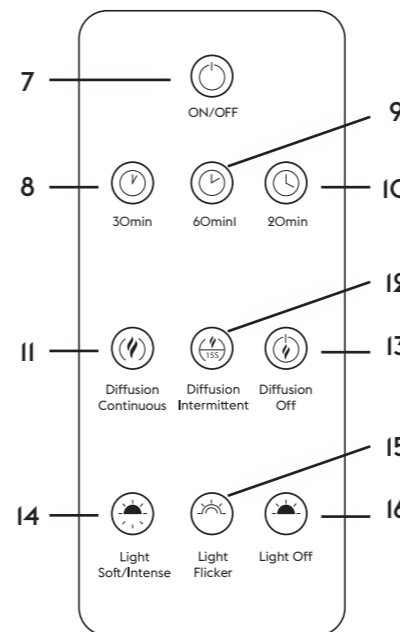 7
ON/OFF
9
8
10
30min 60minl 20min
12
11
15S
13
Diffusion Continuous
Diffusion Intermittent
Diffusion Off
15
14
16
Light Soft/Intense
Light Flicker
Light Off